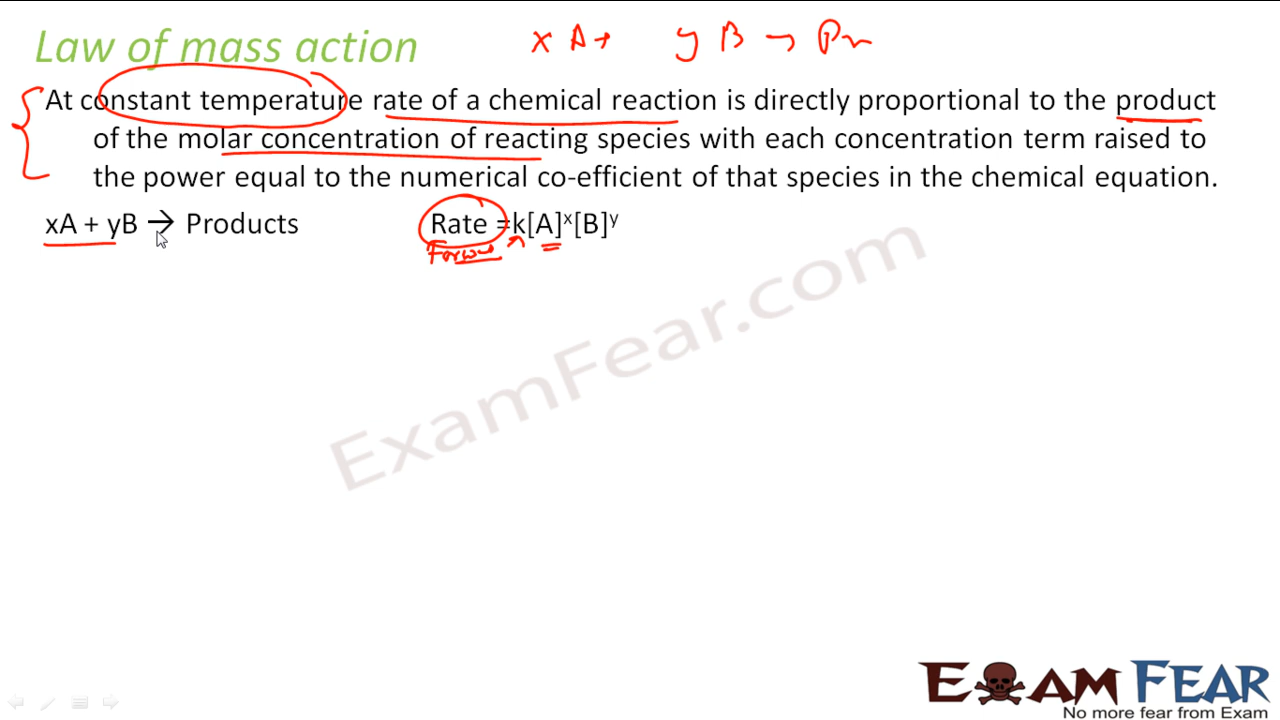 Law of mass action
x A + y B → Pr
At constant temperature rate of a chemical reaction is directly proportional to the product
of the molar concentration of reacting species with each concentration term raised to
the power equal to the numerical co-efficient of that species in the chemical equation.
xA + yB → Products Rate =k[A]ˣ[B]ʸ
ExamFear.com
EXAM FEAR
No more fear from Exam